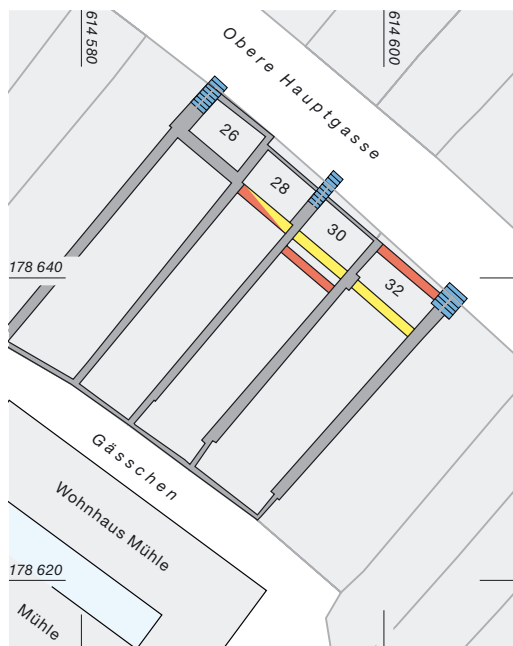 614 580
614 600
Obere Hauptgasse
26
28
30
32
178 640
Gässchen
Wohnhaus Mühle
178 620
Mühle